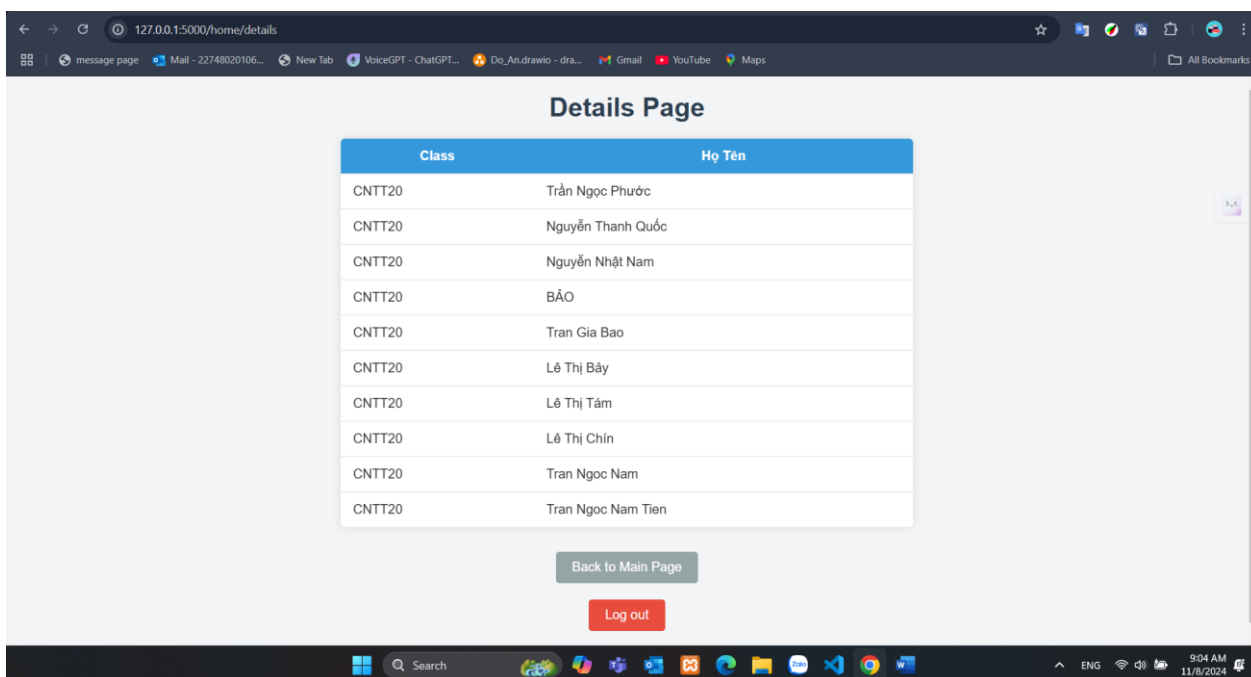 127.0.0.1:5000/home/details
message page Mail - 22748020106... New Tab VoiceGPT - ChatGPT... Do_An.drawio - dra... Gmail YouTube Maps All Bookmarks
Details Page
Class Họ Tên
CNTT20 Trần Ngọc Phước
CNTT20 Nguyễn Thanh Quốc
CNTT20 Nguyễn Nhật Nam
CNTT20 BẢO
CNTT20 Tran Gia Bao
CNTT20 Lê Thị Bảy
CNTT20 Lê Thị Tám
CNTT20 Lê Thị Chín
CNTT20 Tran Ngoc Nam
CNTT20 Tran Ngoc Nam Tien
Back to Main Page
Log out
Search Zalo ENG 9:04 AM
11/8/2024